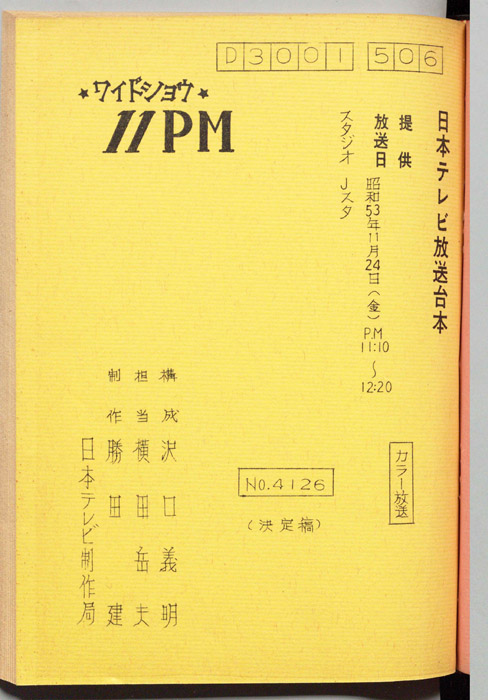 D3001 506
★ワイドショウ★
11PM
日本テレビ放送台本
提供
放送日 昭和53年11月24日(金) P.M 11:10〜12:20
スタジオ Jスタ
カラー放送
NO.4126
(決定稿)
構成 沢口義明
担当 横田岳夫
制作 勝田建
日本テレビ制作局